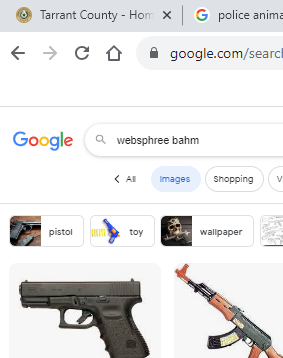 Tarrant County - Hom
police anima
google.com/search
Google
websphree bahm
All
Images
Shopping
V
pistol
toy
wallpaper